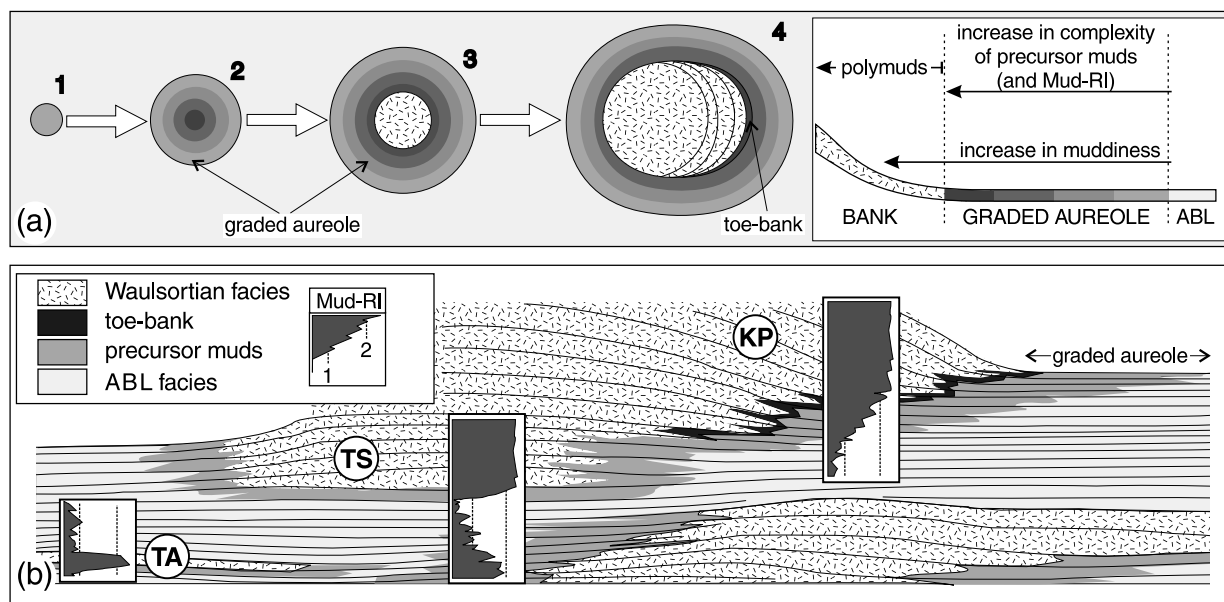 (a)
1
2
3
4
graded aureole
toe-bank
increase in complexity
of precursor muds
(and Mud-RI)
polymuds
increase in muddiness
BANK
GRADED AUREOLE
ABL
(b)
Waulsortian facies
toe-bank
precursor muds
ABL facies
Mud-RI
2
1
KP
graded aureole
TS
TA